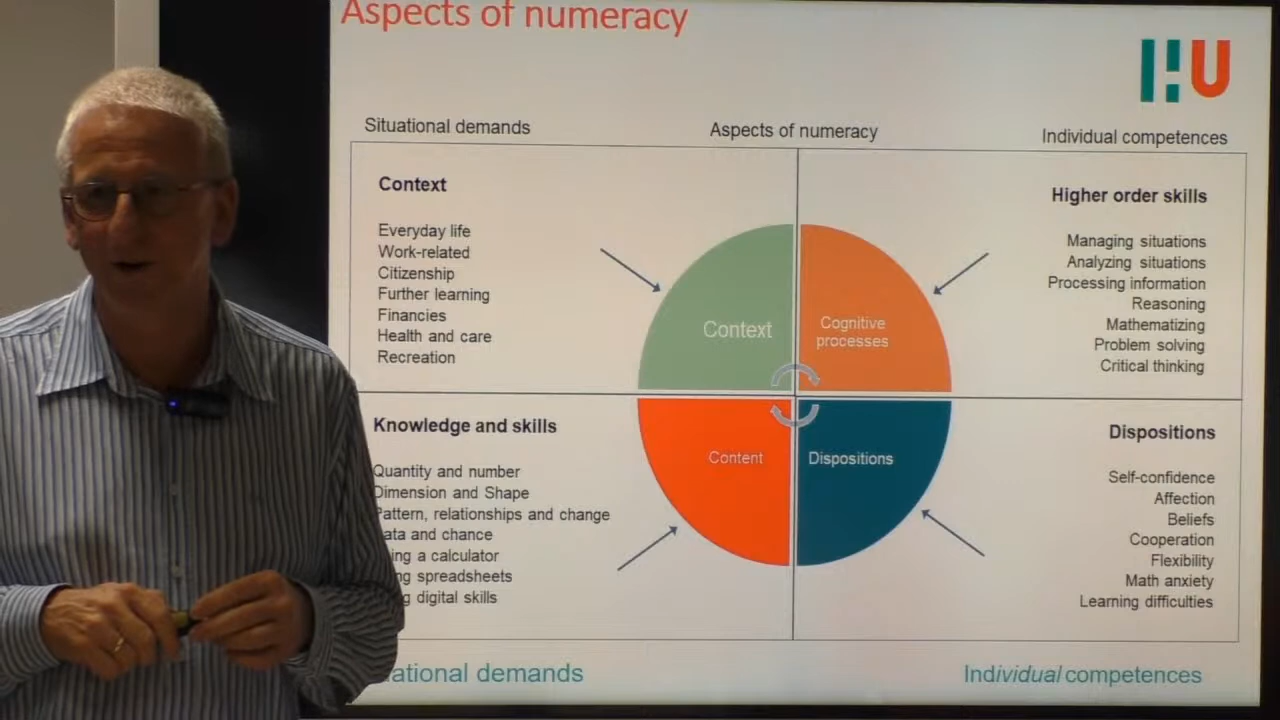 Aspects of numeracy
HU
Situational demands
Aspects of numeracy
Individual competences
Context
Everyday life
Work-related
Citizenship
Further learning
Financies
Health and care
Recreation
Higher order skills
Managing situations
Analyzing situations
Processing information
Reasoning
Mathematizing
Problem solving
Critical thinking
Context
Cognitive
processes
Content
Dispositions
Knowledge and skills
Quantity and number
Dimension and Shape
Pattern, relationships and change
and chance
a calculator
spreadsheets
digital skills
Dispositions
Self-confidence
Affection
Beliefs
Cooperation
Flexibility
Math anxiety
Learning difficulties
demands
Individual competences